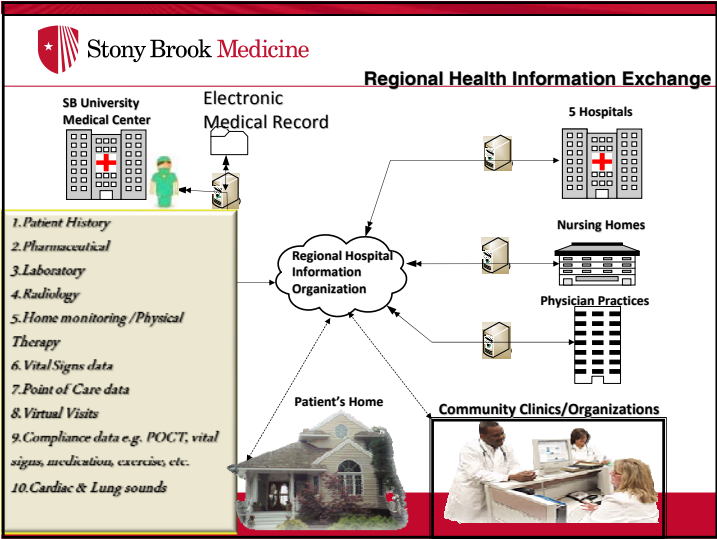 Stony Brook Medicine
Regional Health Information Exchange
SB University
Medical Center
Electronic
Medical Record
5 Hospitals
1.Patient History
2.Pharmaceutical
3.Laboratory
4.Radiology
5.Home monitoring /Physical
Therapy
6.Vital Signs data
7.Point of Care data
8.Virtual Visits
9.Compliance data e.g. POCT, vital
signs, medication, exercise, etc.
10.Cardiac & Lung sounds
Regional Hospital
Information
Organization
Nursing Homes
Physician Practices
Patient's Home
Community Clinics/Organizations